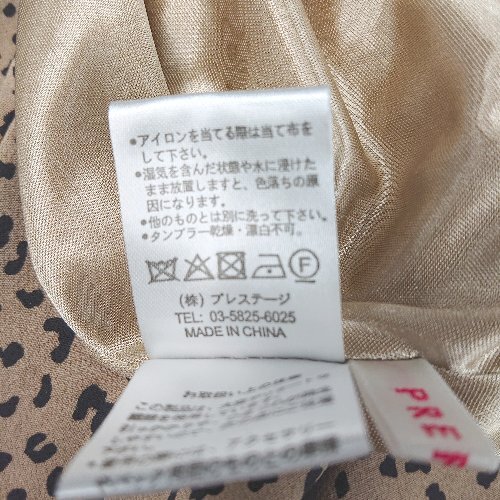 ●アイロンを当てる際は当て布を
して下さい。
●湿気を含んだ状態や水に浸けた
まま放置しますと、色落ちの原
因になります。
●他のものとは別に洗って下さい。
●タンブラー乾燥・漂白不可。
F
(株) プレステージ
TEL: 03-5825-6025
MADE IN CHINA
PRE